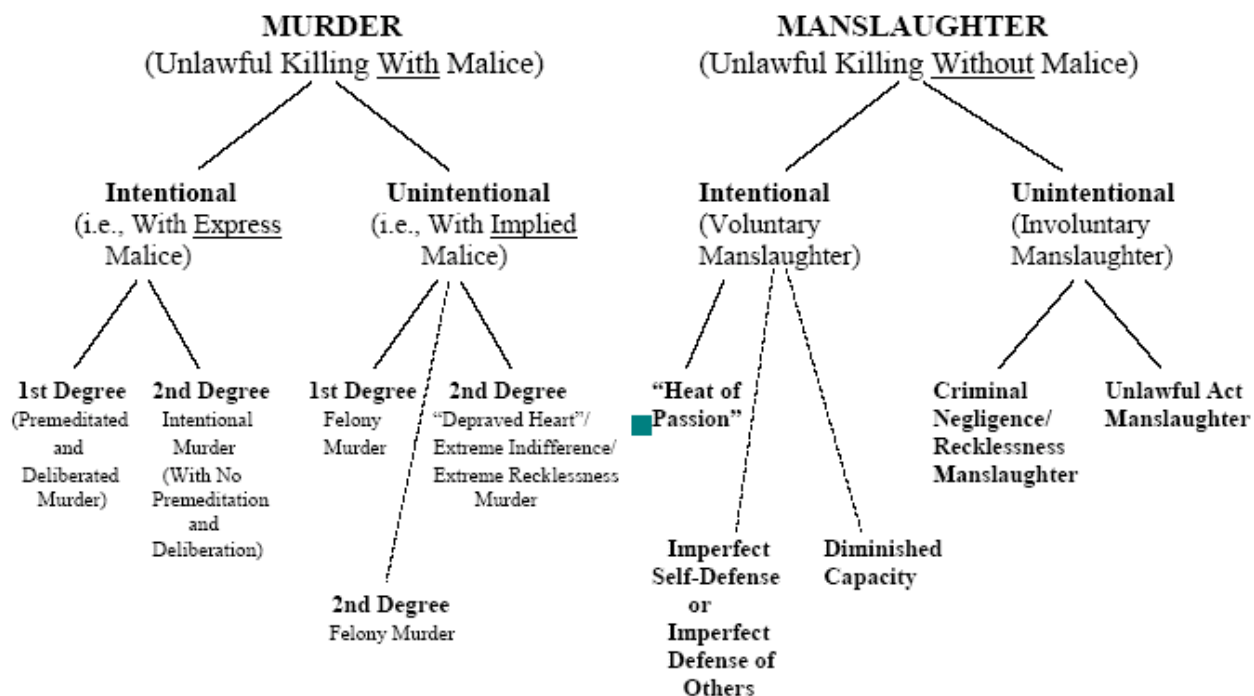 MURDER
(Unlawful Killing With Malice)
Intentional
(i.e., With Express
Malice)
Unintentional
(i.e., With Implied
Malice)
1st Degree
(Premeditated
and
Deliberated
Murder)
2nd Degree
Intentional
Murder
(With No
Premeditation
and
Deliberation)
1st Degree
Felony
Murder
2nd Degree
“Depraved Heart”/
Extreme Indifference/
Extreme Recklessness
Murder
2nd Degree
Felony Murder
MANSLAUGHTER
(Unlawful Killing Without Malice)
Intentional
(Voluntary
Manslaughter)
Unintentional
(Involuntary
Manslaughter)
“Heat of
Passion”
Imperfect
Self-Defense
or
Imperfect
Defense of
Others
Diminished
Capacity
Criminal
Negligence/
Recklessness
Manslaughter
Unlawful Act
Manslaughter